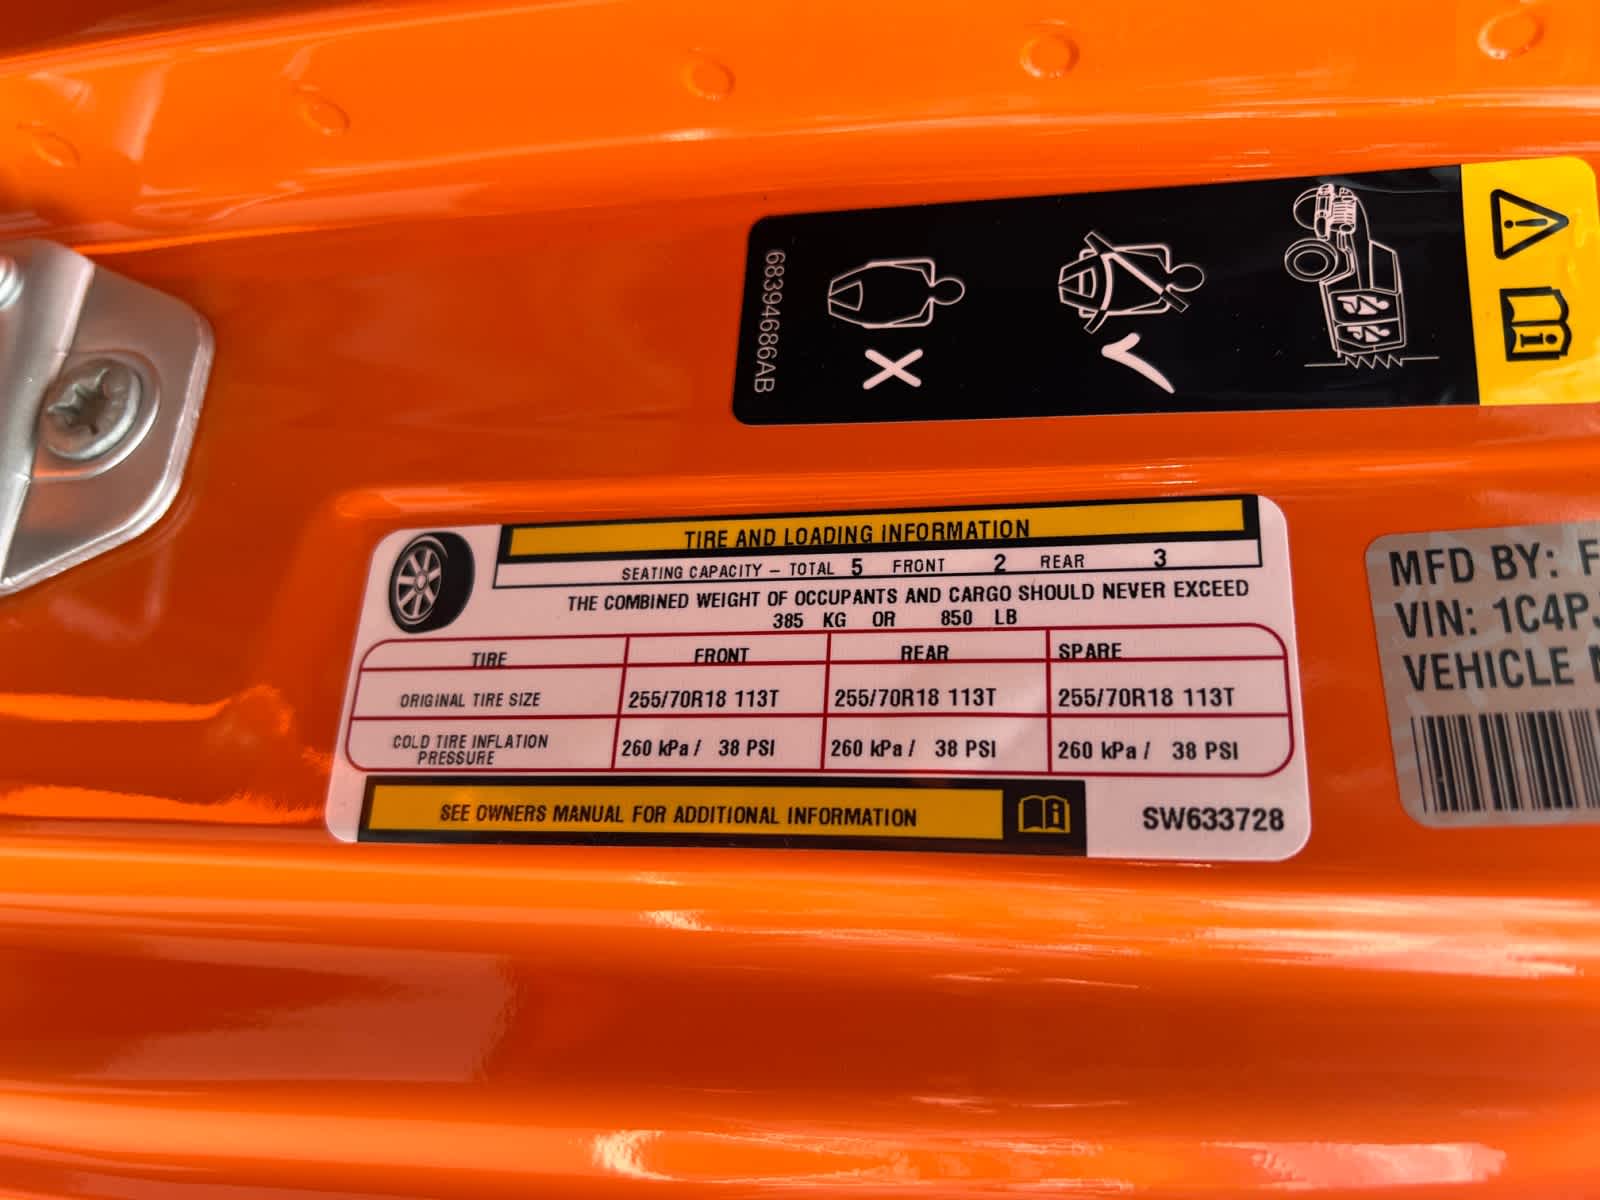 68394686AB
TIRE AND LOADING INFORMATION
SEATING CAPACITY – TOTAL 5 FRONT 2 REAR 3
THE COMBINED WEIGHT OF OCCUPANTS AND CARGO SHOULD NEVER EXCEED
385 KG OR 850 LB
TIRE FRONT REAR SPARE
ORIGINAL TIRE SIZE 255/70R18 113T 255/70R18 113T 255/70R18 113T
COLD TIRE INFLATION
PRESSURE 260 kPa / 38 PSI 260 kPa / 38 PSI 260 kPa / 38 PSI
SEE OWNERS MANUAL FOR ADDITIONAL INFORMATION
SW633728
MFD BY: F
VIN: 1C4P
VEHICLE